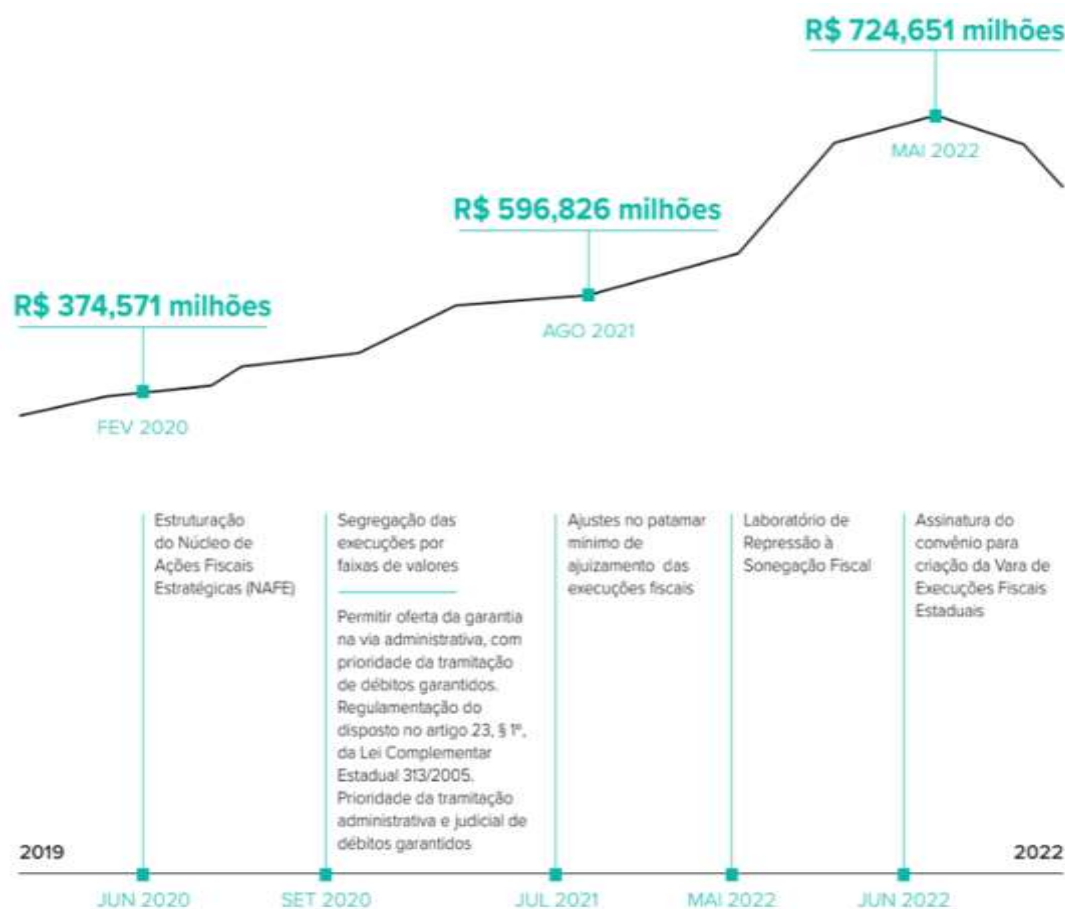 R$ 724,651 milhões
MAI 2022
R$ 596,826 milhões
AGO 2021
R$ 374,571 milhões
FEV 2020
Estruturação
do Núcleo de
Ações Fiscais
Estratégicas (NAFE)
Segregação das
execuções por
faixas de valores
Permitir oferta da garantia
na via administrativa, com
prioridade da tramitação
de débitos garantidos.
Regulamentação do
disposto no artigo 23, § 1º,
da Lei Complementar
Estadual 313/2005.
Prioridade da tramitação
administrativa e judicial de
débitos garantidos
Ajustes no patamar
mínimo de
ajuizamento das
execuções fiscais
Laboratório de
Repressão à
Sonegação Fiscal
Assinatura do
convênio para
criação da Vara de
Execuções Fiscais
Estaduais
2019
2022
JUN 2020
SET 2020
JUL 2021
MAI 2022
JUN 2022